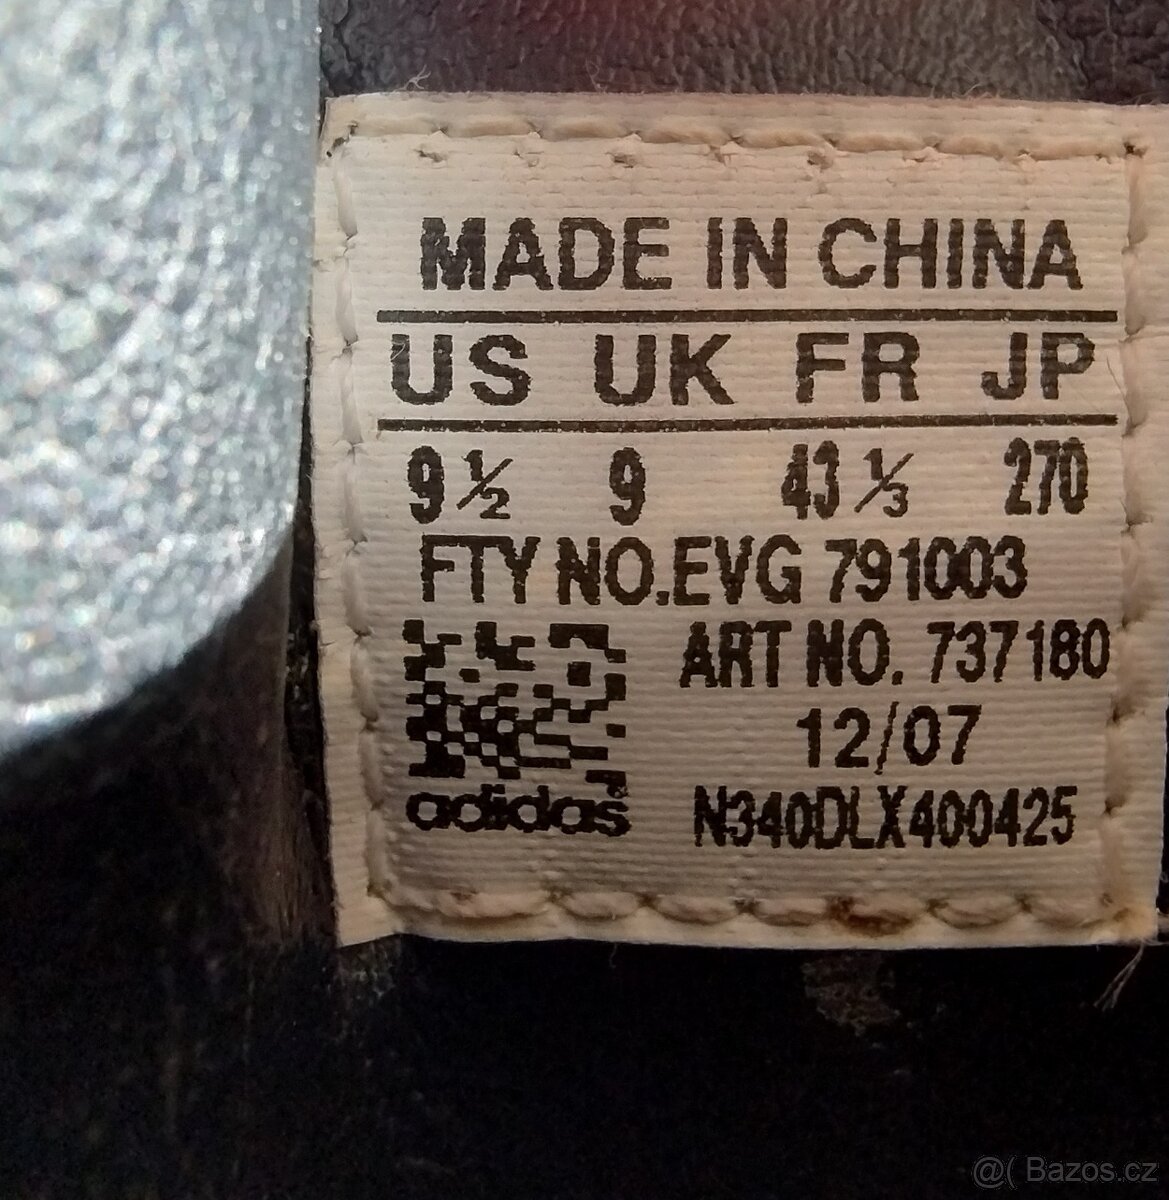 MADE IN CHINA
US UK FR JP
9 ½ 9 43 ⅓ 270
FTY NO.EVG 791003
ART NO. 737180
12/07
adidas N340DLX400425
@( Bazos.cz